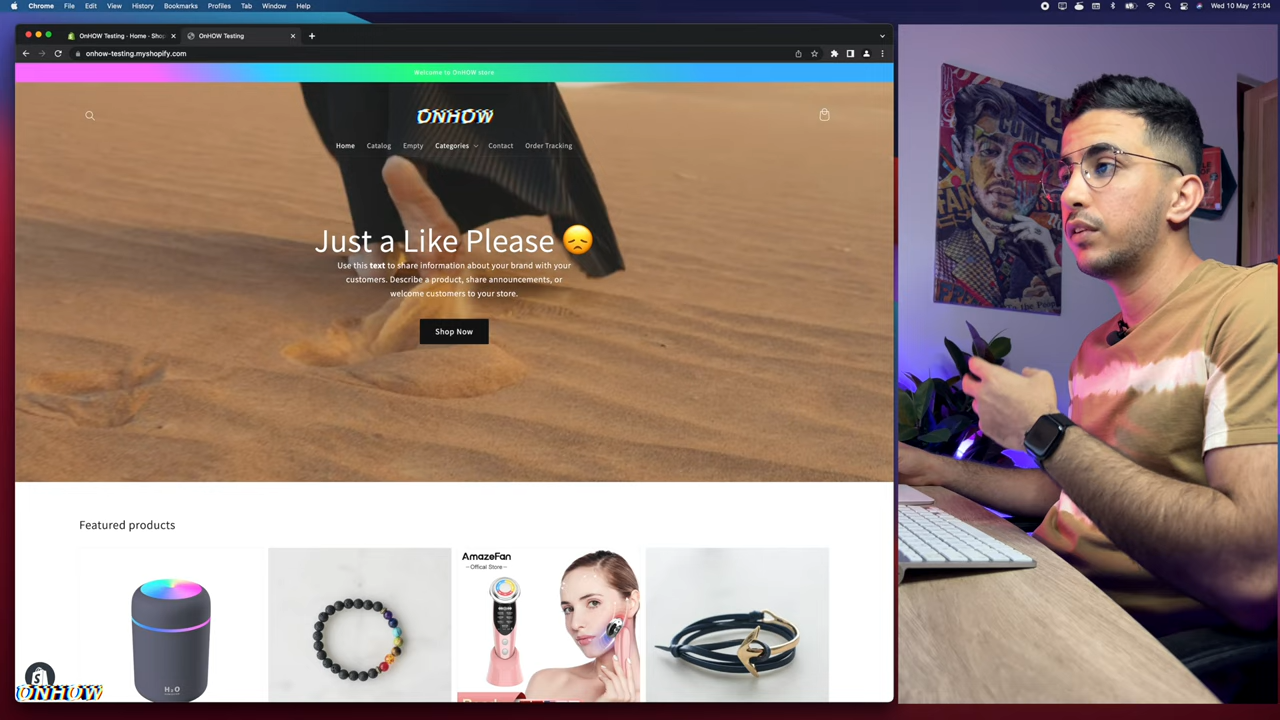 Chrome File Edit View History Bookmarks Profiles Tab Window Help
Wed 10 May 21:04
OnHOW Testing · Home · Sho
OnHOW Testing
onhow-testing.myshopify.com
Welcome to OnHOW store
ONHOW
Home Catalog Empty Categories Contact Order Tracking
Just a Like Please 😞
Use this text to share information about your brand with your
customers. Describe a product, share announcements, or
welcome customers to your store.
Shop Now
Featured products
AmazeFan
--Offical Store--
H₂O
ONHOW